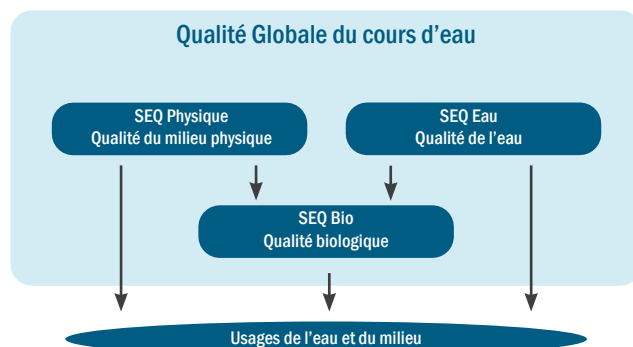 Qualité Globale du cours d'eau
SEQ Physique
Qualité du milieu physique
SEQ Eau
Qualité de l'eau
SEQ Bio
Qualité biologique
Usages de l'eau et du milieu